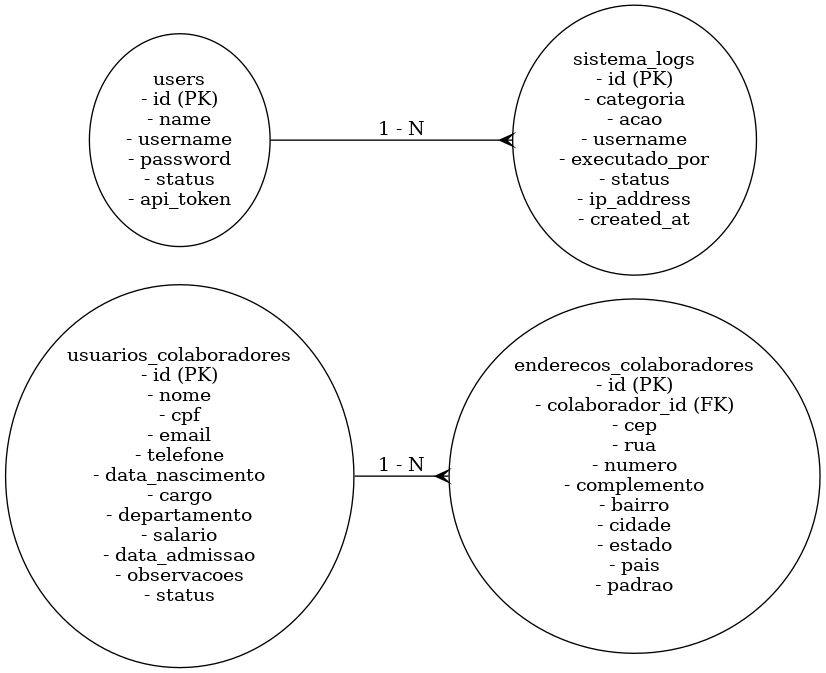 users
- id (PK)
- name
- username
- password
- status
- api_token
1 - N
sistema_logs
- id (PK)
- categoria
- acao
- username
- executado_por
- status
- ip_address
- created_at
usuarios_colaboradores
- id (PK)
- nome
- cpf
- email
- telefone
- data_nascimento
- cargo
- departamento
- salario
- data_admissao
- observacoes
- status
1 - N
enderecos_colaboradores
- id (PK)
- colaborador_id (FK)
- cep
- rua
- numero
- complemento
- bairro
- cidade
- estado
- pais
- padrao